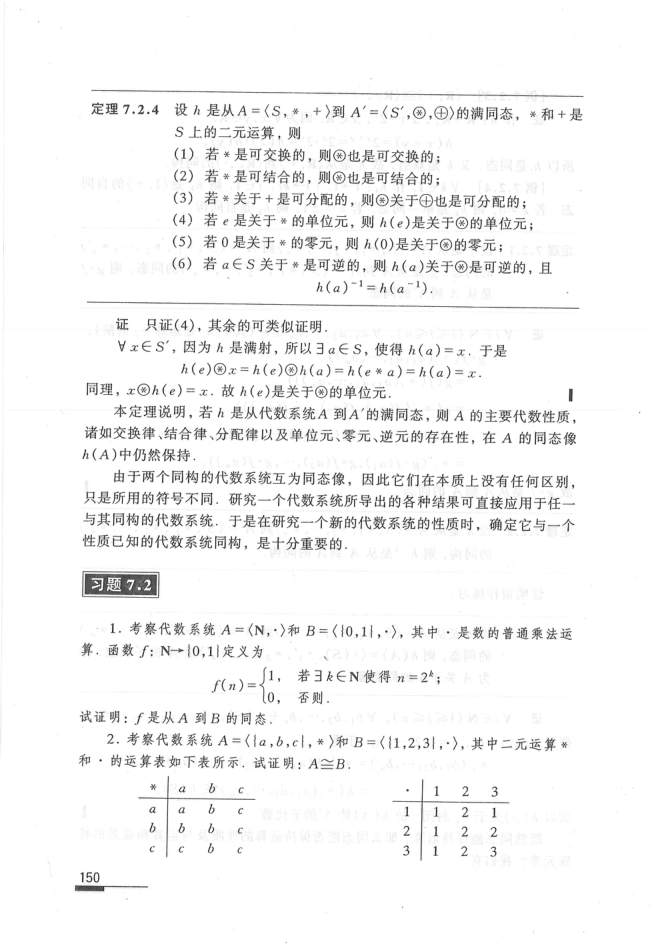 定理 7.2.4 设 h 是从 A=⟨S,*,+⟩到 A′=⟨S′,⊛,⊕⟩的满同态，*和+是
S 上的二元运算，则
(1) 若*是可交换的，则⊛也是可交换的；
(2) 若*是可结合的，则⊛也是可结合的；
(3) 若*关于+是可分配的，则⊛关于⊕也是可分配的；
(4) 若 e 是关于*的单位元，则 h(e)是关于⊛的单位元；
(5) 若 0 是关于*的零元，则 h(0)是关于⊛的零元；
(6) 若 a∈S 关于*是可逆的，则 h(a)关于⊛是可逆的，且
h(a)⁻¹=h(a⁻¹).
证 只证(4)，其余的可类似证明.
∀x∈S′，因为 h 是满射，所以∃a∈S，使得 h(a)=x. 于是
h(e)⊛x=h(e)⊛h(a)=h(e*a)=h(a)=x.
同理，x⊛h(e)=x. 故 h(e)是关于⊛的单位元.
本定理说明，若 h 是从代数系统 A 到 A′的满同态，则 A 的主要代数性质，
诸如交换律、结合律、分配律以及单位元、零元、逆元的存在性，在 A 的同态像
h(A)中仍然保持.
由于两个同构的代数系统互为同态像，因此它们在本质上没有任何区别，
只是所用的符号不同. 研究一个代数系统所导出的各种结果可直接应用于任一
与其同构的代数系统. 于是在研究一个新的代数系统的性质时，确定它与一个
性质已知的代数系统同构，是十分重要的.
习题 7.2
1. 考察代数系统 A=⟨N,·⟩和 B=⟨{0,1},·⟩，其中·是数的普通乘法运
算. 函数 f: N→{0,1}定义为
f(n)={1, 若∃k∈N使得 n=2ᵏ;
0, 否则.
试证明：f 是从 A 到 B 的同态.
2. 考察代数系统 A=⟨{a,b,c},*⟩和 B=⟨{1,2,3},·⟩，其中二元运算*
和·的运算表如下表所示. 试证明：A≅B.
* a b c · 1 2 3
a a b c 1 1 2 1
b b b c 2 1 2 2
c c b c 3 1 2 3
150